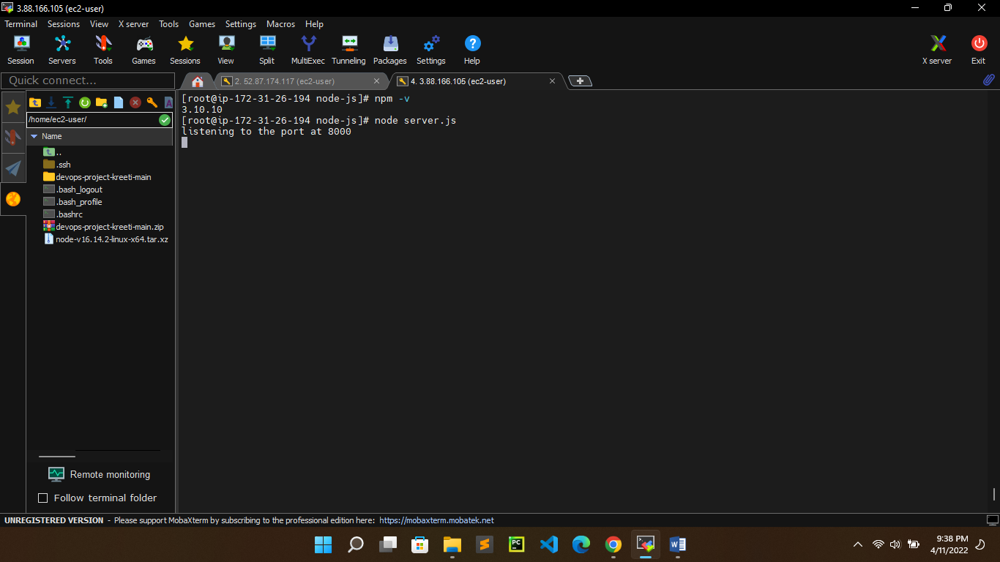 3.88.166.105 (ec2-user)
Terminal Sessions View X server Tools Games Settings Macros Help
Session Servers Tools Games Sessions View Split MultiExec Tunneling Packages Settings Help X server Exit
Quick connect...
2. 52.87.174.117 (ec2-user)
4. 3.88.166.105 (ec2-user)
/home/ec2-user/
Name
..
.ssh
devops-project-kreeti-main
.bash_logout
.bash_profile
.bashrc
devops-project-kreeti-main.zip
node-v16.14.2-linux-x64.tar.xz
Remote monitoring
Follow terminal folder
[root@ip-172-31-26-194 node-js]# npm -v
3.10.10
[root@ip-172-31-26-194 node-js]# node server.js
listening to the port at 8000
UNREGISTERED VERSION - Please support MobaXterm by subscribing to the professional edition here: https://mobaxterm.mobatek.net
PC
9:38 PM
4/11/2022